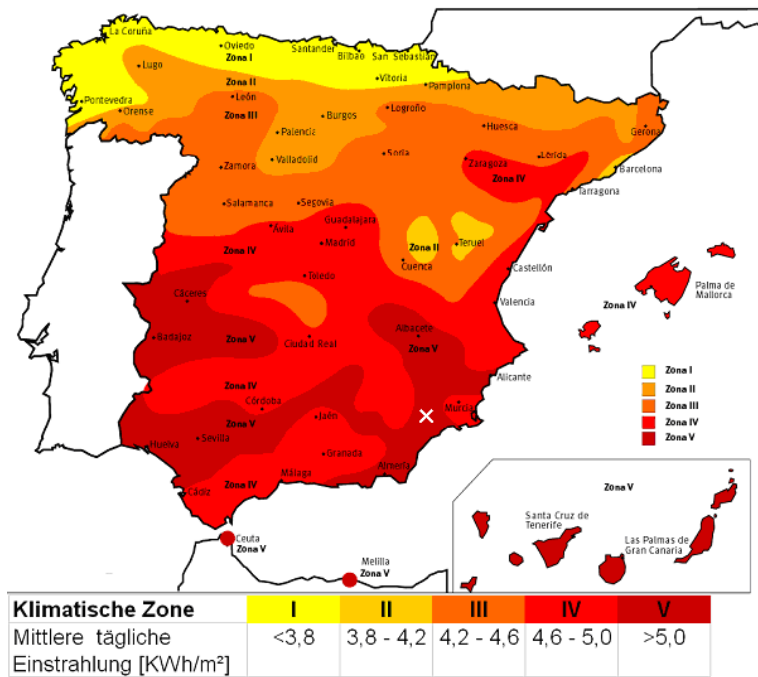 La Coruña
Oviedo
Santander
Bilbao
San Sebastián
Zona I
Lugo
Vitoria
Zona II
Pamplona
León
Pontevedra
Orense
Zona III
Burgos
Logroño
Huesca
Gerona
Palencia
Valladolid
Soria
Zaragoza
Lérida
Barcelona
Zamora
Zona IV
Tarragona
Salamanca
Segovia
Guadalajara
Ávila
Zona IV
Madrid
Zona II
Teruel
Cuenca
Toledo
Castellón
Palma de
Mallorca
Cáceres
Valencia
Zona IV
Badajoz
Zona V
Ciudad Real
Albacete
Zona V
Alicante
Zona I
Zona II
Zona III
Zona IV
Zona V
Zona IV
Córdoba
Murcia
Zona V
Jaén
Huelva
Sevilla
Granada
Almería
Málaga
Cádiz
Zona IV
Zona V
Santa Cruz de
Tenerife
Las Palmas de
Gran Canaria
Ceuta
Zona V
Melilla
Zona V
Klimatische Zone I II III IV V
Mittlere tägliche <3,8 3,8 - 4,2 4,2 - 4,6 4,6 - 5,0 >5,0
Einstrahlung [KWh/m²]